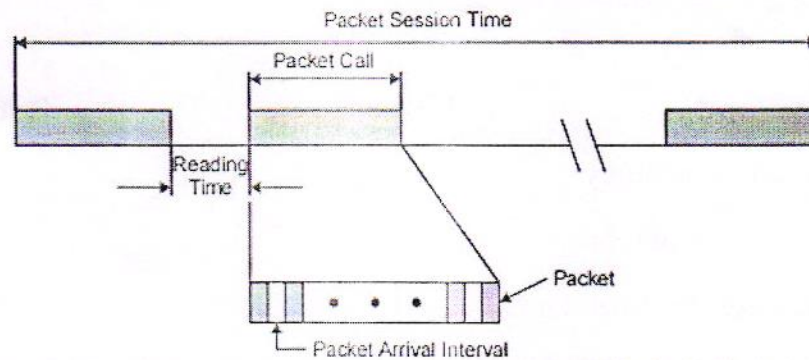 Packet Session Time
Packet Call
Reading
Time
Packet
Packet Arrival Interval